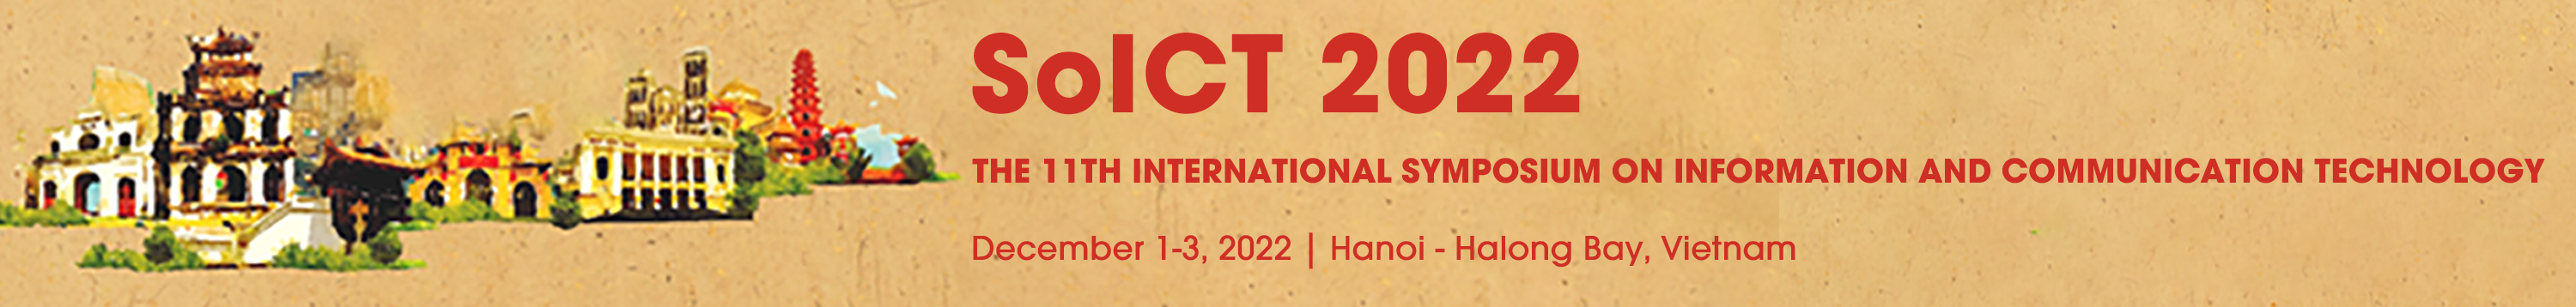 SoICT 2022
THE 11TH INTERNATIONAL SYMPOSIUM ON INFORMATION AND COMMUNICATION TECHNOLOGY
December 1-3, 2022 | Hanoi - Halong Bay, Vietnam